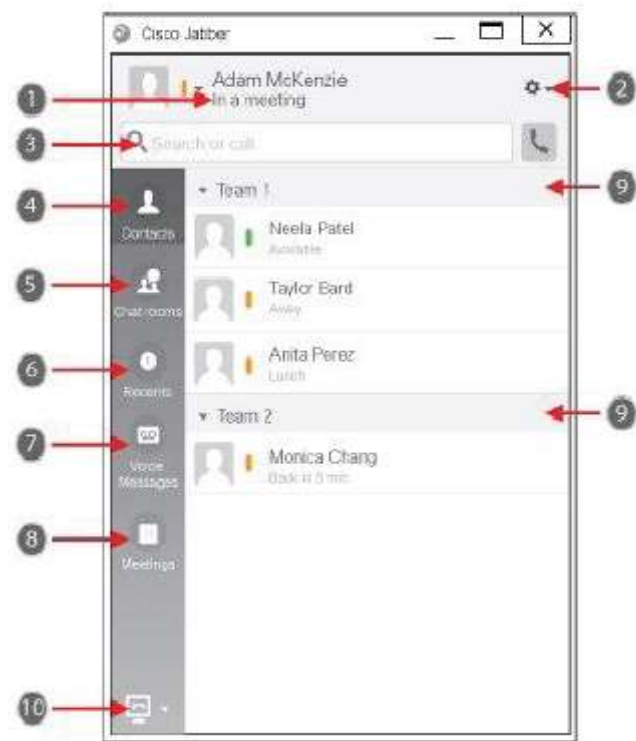 Cisco Jabber
Adam McKenzie
1
In a meeting
2
3
Search or call
4
Contacts
Team 1
9
Neela Patel
Available
5
Chat rooms
Taylor Bard
Away
6
Recents
Anita Perez
Lunch
7
Voice
Messages
Team 2
9
Monica Chang
Back in 5 min
8
Meetings
10